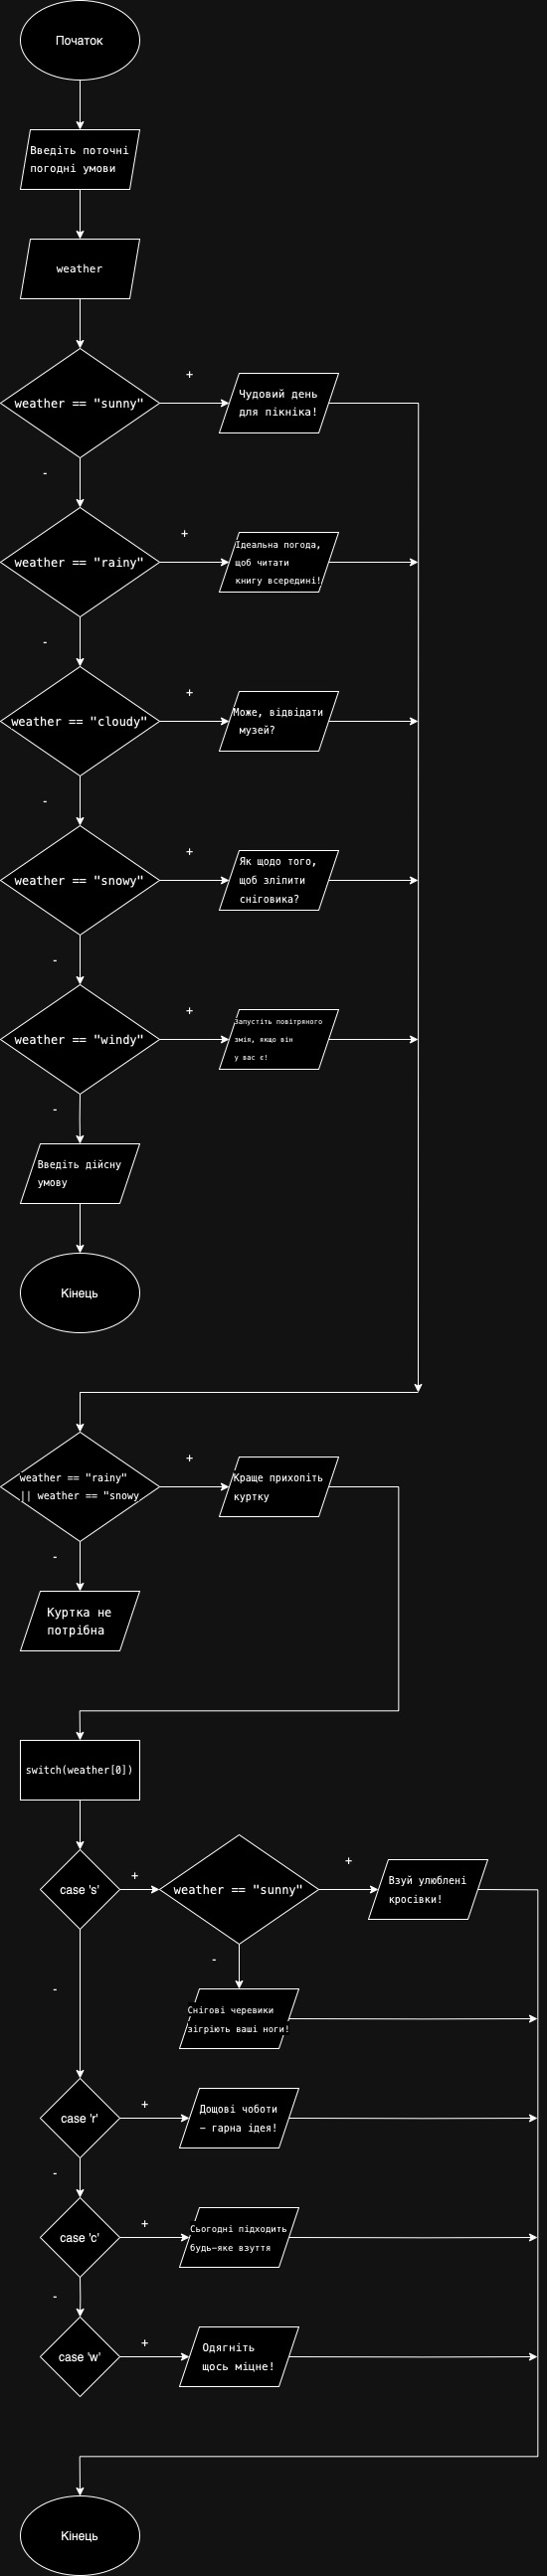 Початок
Введіть поточні
погодні умови
weather
weather == "sunny"
+
Чудовий день
для пікніка!
-
weather == "rainy"
+
Ідеальна погода,
щоб читати
книгу всередині!
-
weather == "cloudy"
+
Може, відвідати
музей?
-
weather == "snowy"
+
Як щодо того,
щоб зліпити
сніговика?
-
weather == "windy"
+
Запустіть повітряного
змія, якщо він
у вас є!
-
Введіть дійсну
умову
Кінець
weather == "rainy"
|| weather == "snowy
+
Краще прихопіть
куртку
-
Куртка не
потрібна
switch(weather[0])
case 's'
+
weather == "sunny"
+
Взуй улюблені
кросівки!
-
Снігові черевики
зігріють ваші ноги!
-
case 'r'
+
Дощові чоботи
— гарна ідея!
-
case 'c'
+
Сьогодні підходить
будь-яке взуття
-
case 'w'
+
Одягніть
щось міцне!
Кінець